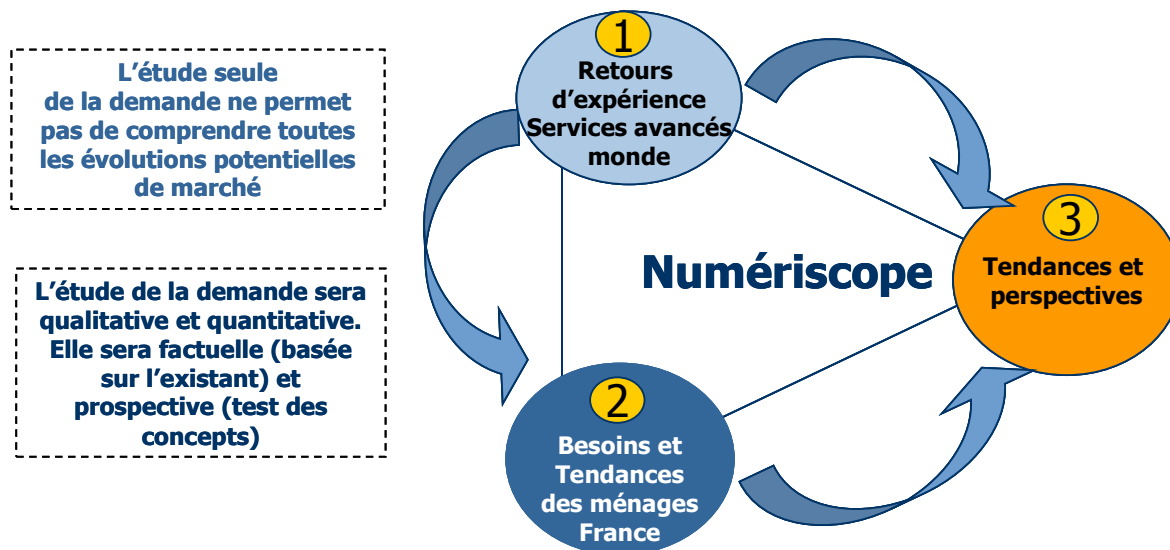 L'étude seule
de la demande ne permet
pas de comprendre toutes
les évolutions potentielles
de marché
L'étude de la demande sera
qualitative et quantitative.
Elle sera factuelle (basée
sur l'existant) et
prospective (test des
concepts)
1
Retours
d'expérience
Services avancés
monde
Numériscope
3
Tendances et
perspectives
2
Besoins et
Tendances
des ménages
France